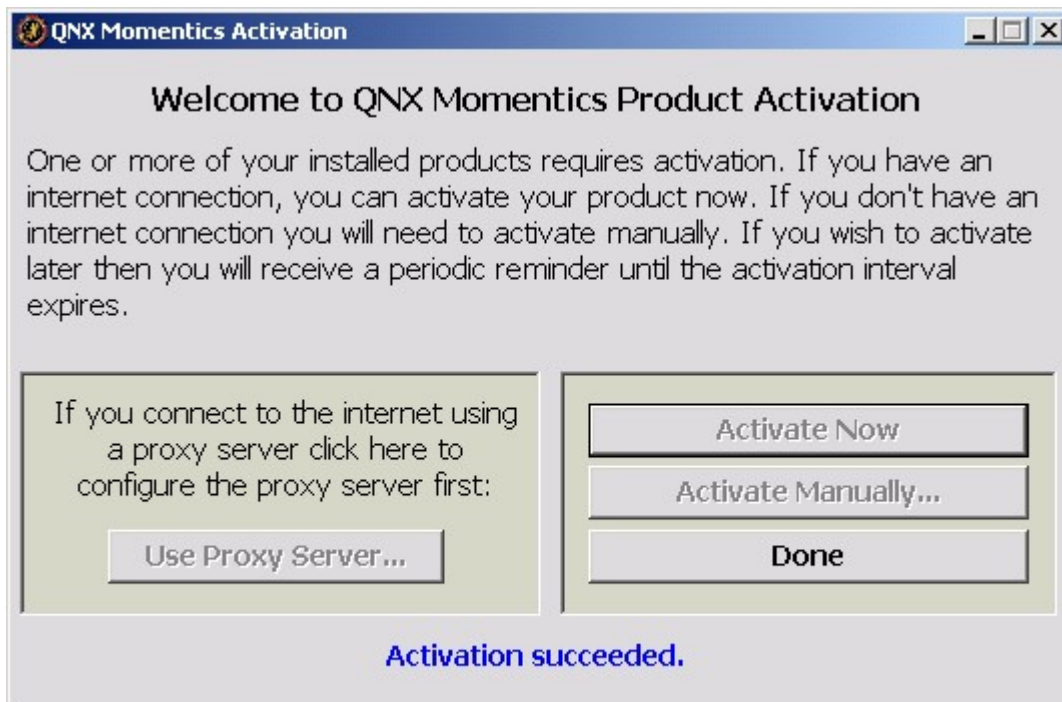 QNX Momentics Activation
Welcome to QNX Momentics Product Activation
One or more of your installed products requires activation. If you have an
internet connection, you can activate your product now. If you don't have an
internet connection you will need to activate manually. If you wish to activate
later then you will receive a periodic reminder until the activation interval
expires.
If you connect to the internet using
a proxy server click here to
configure the proxy server first:
Use Proxy Server...
Activate Now
Activate Manually...
Done
Activation succeeded.